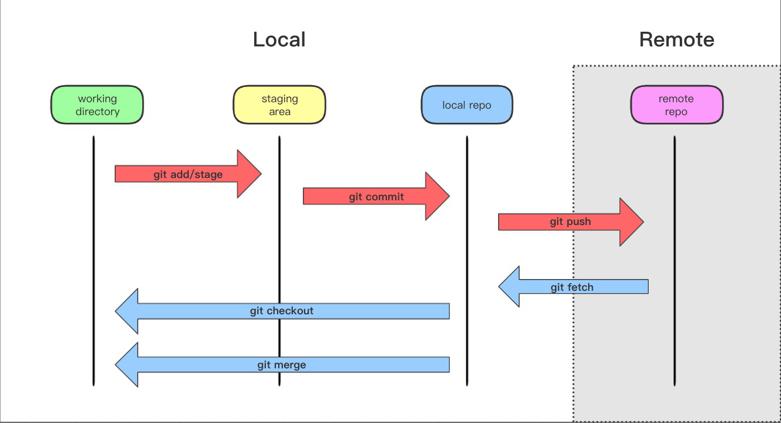 Local
Remote
working
directory
staging
area
local repo
remote
repo
git add/stage
git commit
git push
git fetch
git checkout
git merge